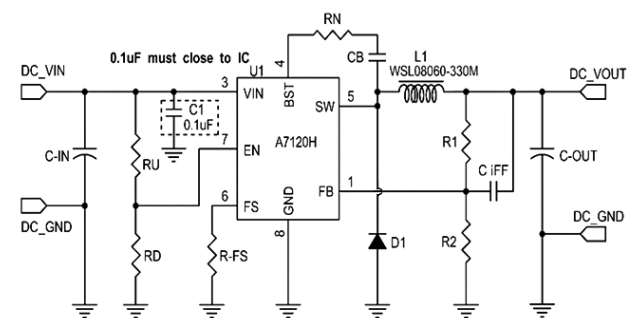 RN
0.1uF must close to IC
U1
4
CB
L1
WSL08060-330M
DC_VIN
DC_VOUT
3
VIN
BST
SW
5
C1
0.1uF
A7120H
7
EN
C-IN
RU
R1
C iFF
C-OUT
6
FS
GND
FB
1
DC_GND
DC_GND
8
RD
R-FS
D1
R2